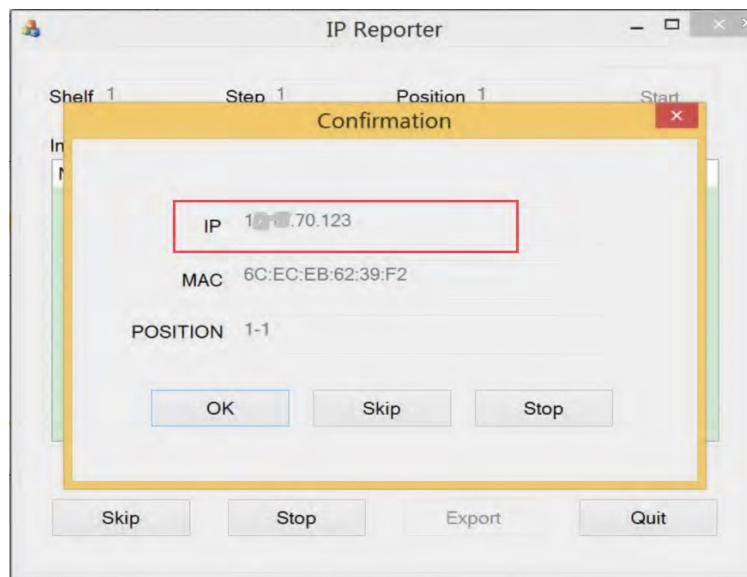 IP Reporter
Shelf 1 Step 1 Position 1 Start
Confirmation
IP .70.123
MAC 6C:EC:EB:62:39:F2
POSITION 1-1
OK Skip Stop
Skip Stop Export Quit